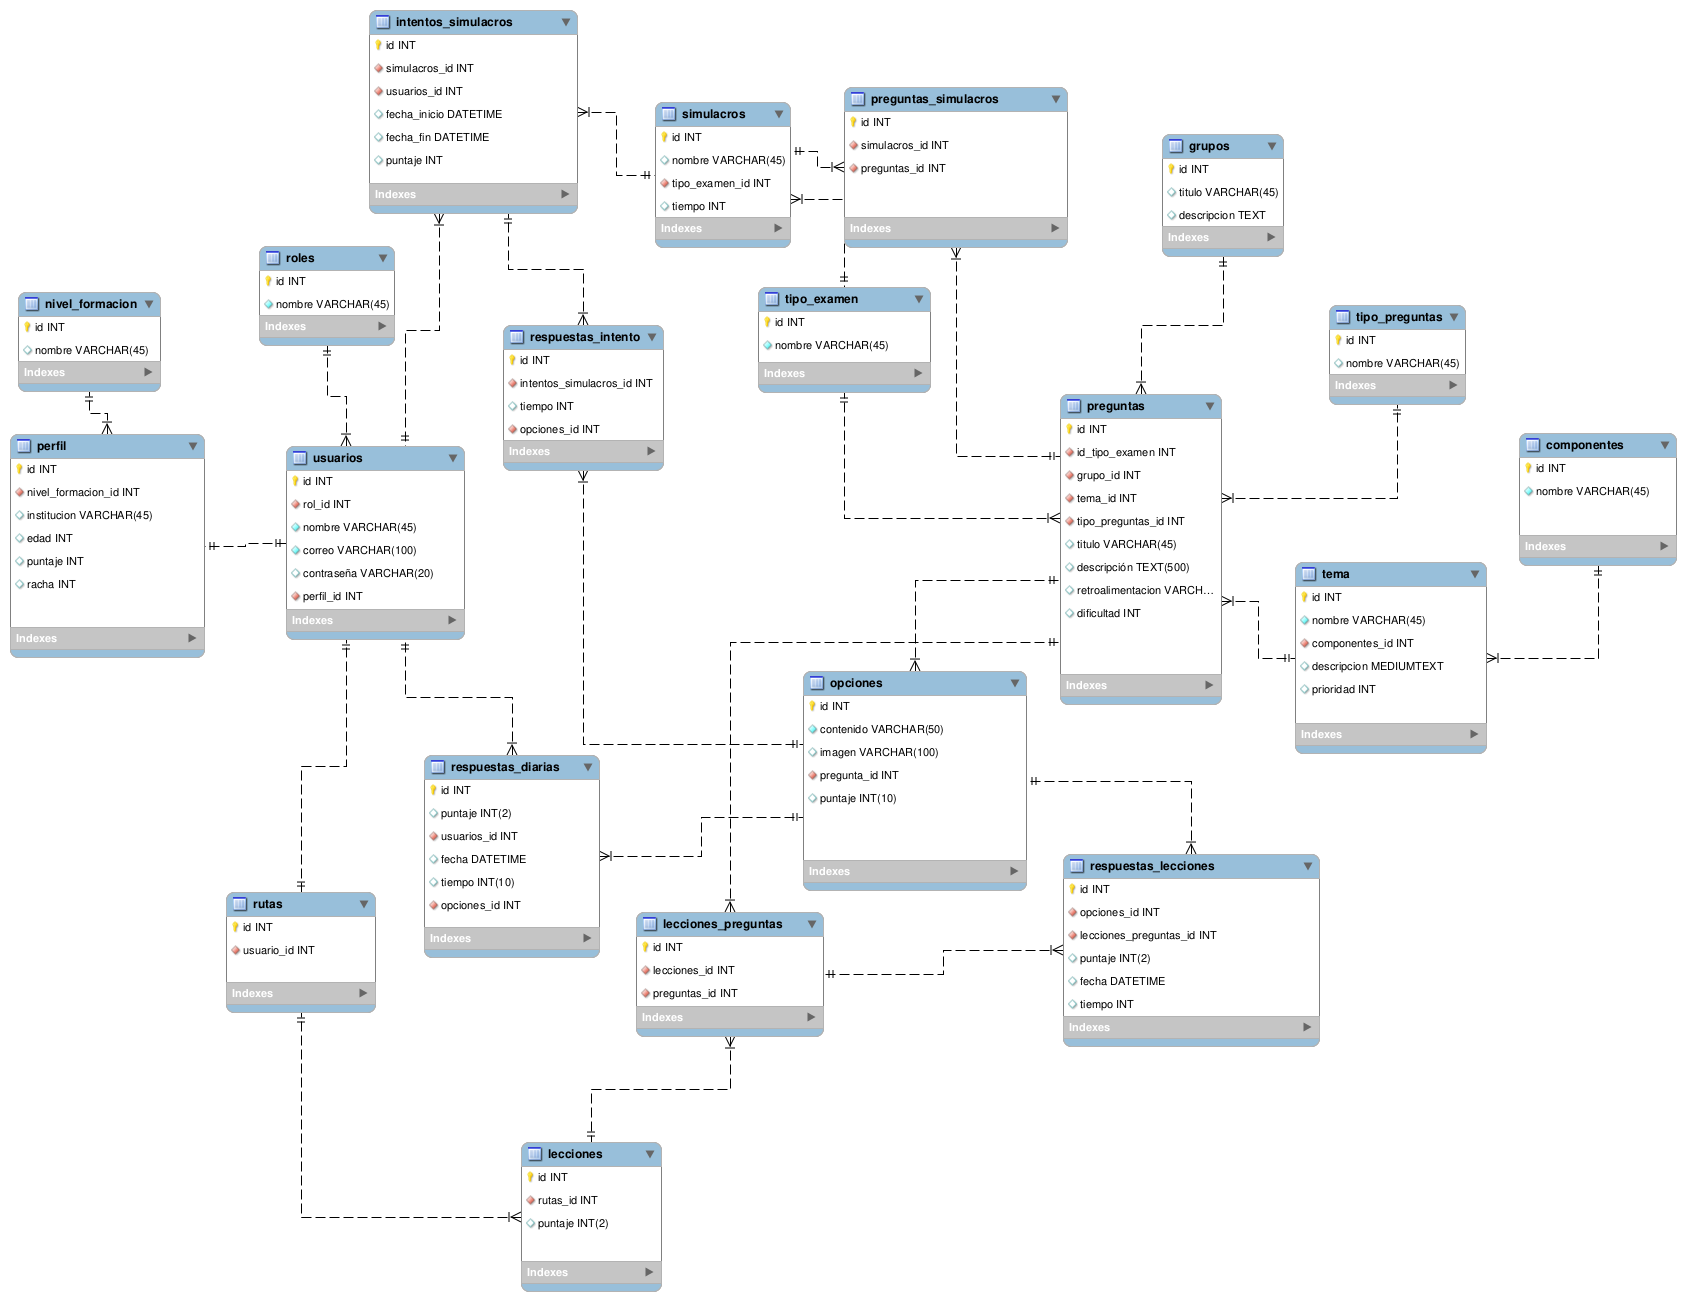 intentos_simulacros
id INT
simulacros_id INT
usuarios_id INT
fecha_inicio DATETIME
fecha_fin DATETIME
puntaje INT
Indexes
simulacros
id INT
nombre VARCHAR(45)
tipo_examen_id INT
tiempo INT
Indexes
preguntas_simulacros
id INT
simulacros_id INT
preguntas_id INT
Indexes
grupos
id INT
titulo VARCHAR(45)
descripcion TEXT
Indexes
roles
id INT
nombre VARCHAR(45)
Indexes
nivel_formacion
id INT
nombre VARCHAR(45)
Indexes
tipo_examen
id INT
nombre VARCHAR(45)
Indexes
tipo_preguntas
id INT
nombre VARCHAR(45)
Indexes
respuestas_intento
id INT
intentos_simulacros_id INT
tiempo INT
opciones_id INT
Indexes
perfil
id INT
nivel_formacion_id INT
institucion VARCHAR(45)
edad INT
puntaje INT
racha INT
Indexes
usuarios
id INT
rol_id INT
nombre VARCHAR(45)
correo VARCHAR(100)
contraseña VARCHAR(20)
perfil_id INT
Indexes
preguntas
id INT
id_tipo_examen INT
grupo_id INT
tema_id INT
tipo_preguntas_id INT
titulo VARCHAR(45)
descripción TEXT(500)
retroalimentacion VARCH...
dificultad INT
Indexes
componentes
id INT
nombre VARCHAR(45)
Indexes
tema
id INT
nombre VARCHAR(45)
componentes_id INT
descripcion MEDIUMTEXT
prioridad INT
Indexes
opciones
id INT
contenido VARCHAR(50)
imagen VARCHAR(100)
pregunta_id INT
puntaje INT(10)
Indexes
respuestas_diarias
id INT
puntaje INT(2)
usuarios_id INT
fecha DATETIME
tiempo INT(10)
opciones_id INT
Indexes
respuestas_lecciones
id INT
opciones_id INT
lecciones_preguntas_id INT
puntaje INT(2)
fecha DATETIME
tiempo INT
Indexes
rutas
id INT
usuario_id INT
Indexes
lecciones_preguntas
id INT
lecciones_id INT
preguntas_id INT
Indexes
lecciones
id INT
rutas_id INT
puntaje INT(2)
Indexes